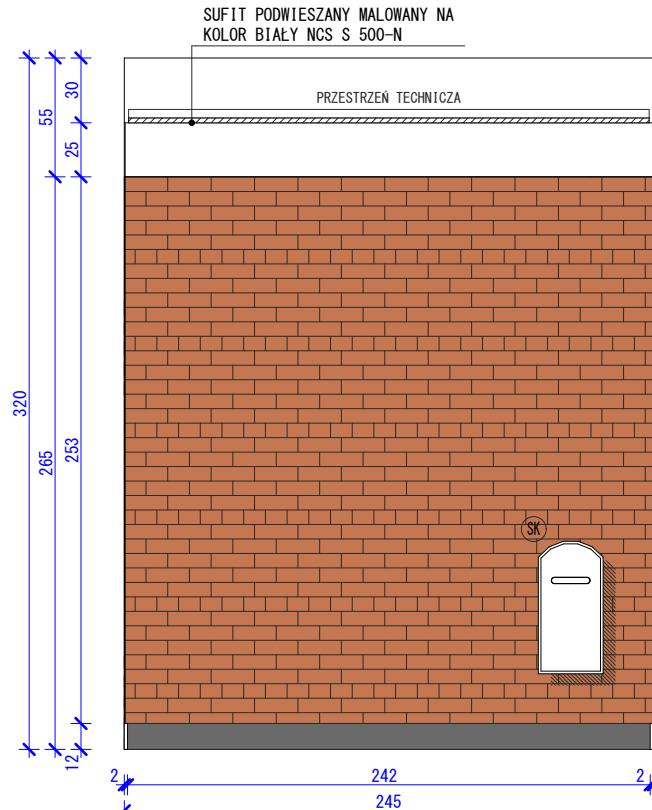 SUFIT PODWIESZANY MALOWANY NA
KOLOR BIAŁY NCS S 500-N
PRZESTRZEŃ TECHNICZA
30
55
25
320
265
253
SK
12
2
242
2
245